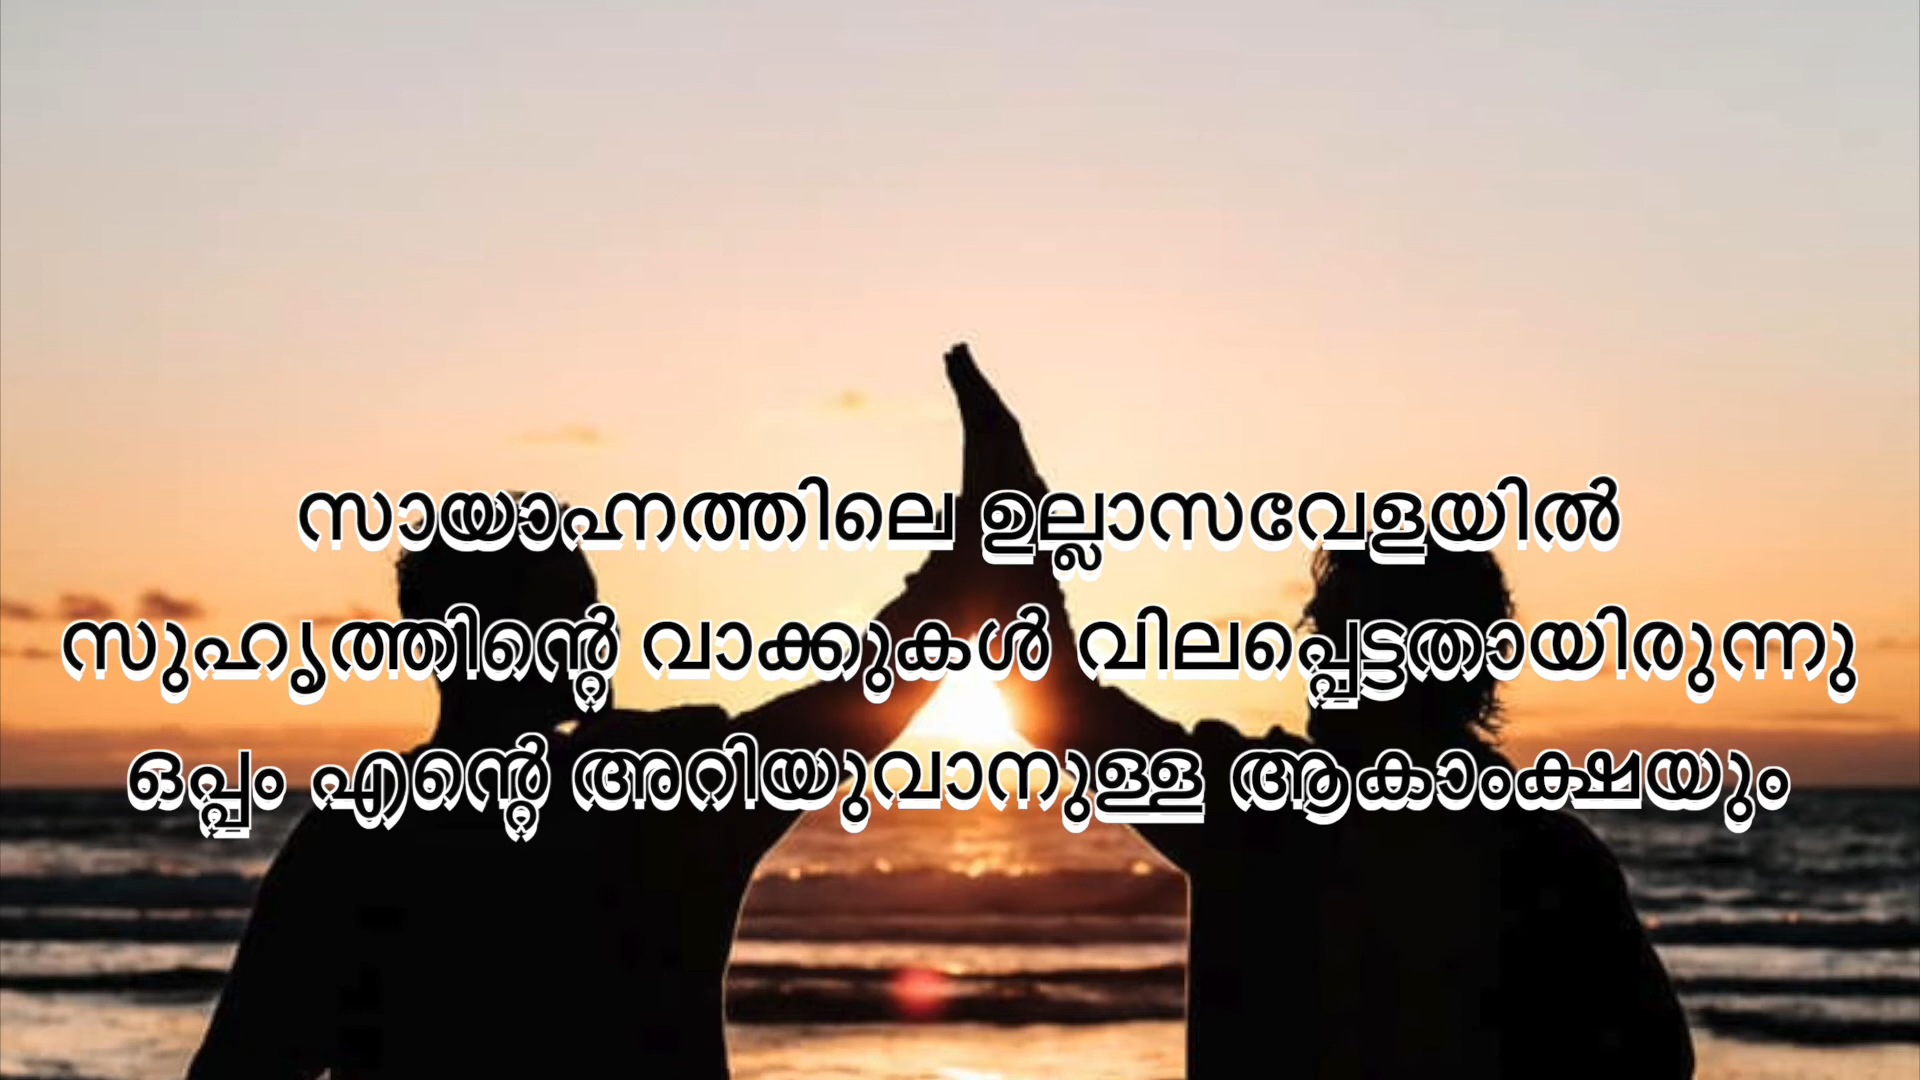 സായാഹ്നത്തിലെ ഉല്ലാസവേളയിൽ
സുഹൃത്തിന്റെ വാക്കുകൾ വിലപ്പെട്ടതായിരുന്നു
ഒപ്പം എന്റെ അറിയുവാനുള്ള ആകാംക്ഷയും